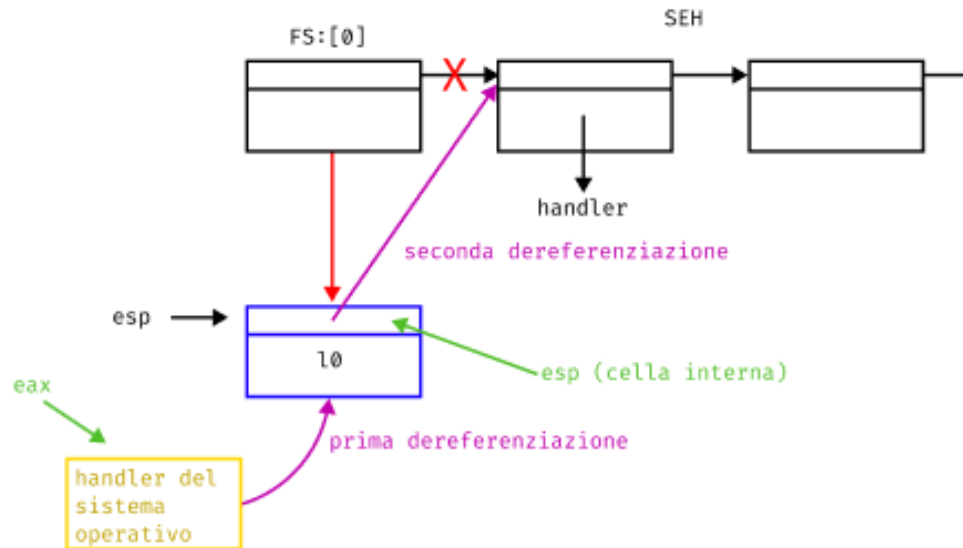 SEH
FS:[0]
handler
seconda dereferenziazione
esp
l0
esp (cella interna)
eax
prima dereferenziazione
handler del
sistema
operativo